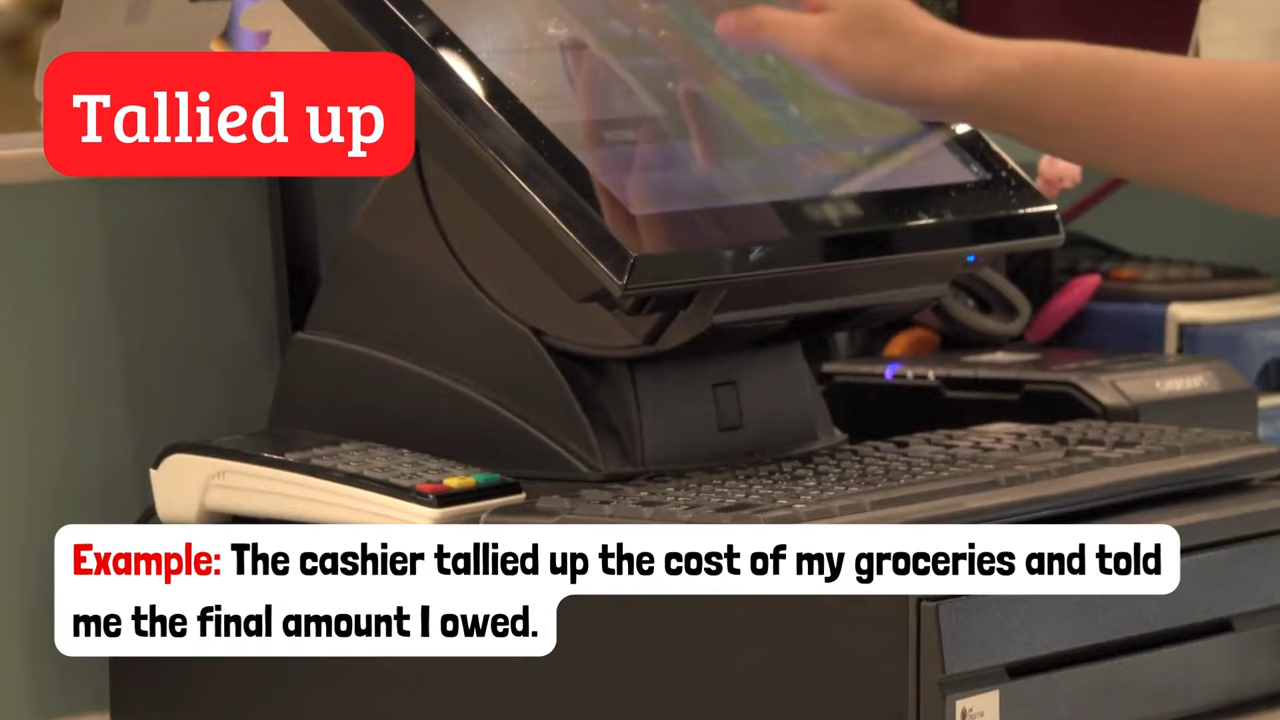 Tallied up
Example: The cashier tallied up the cost of my groceries and told
me the final amount I owed.